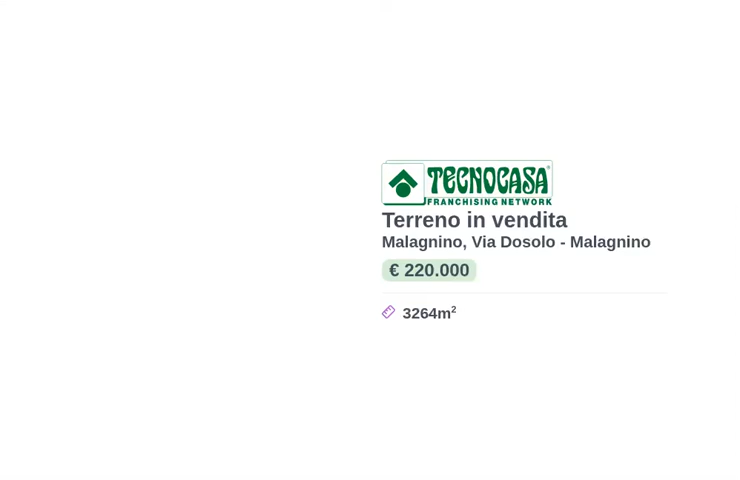 TECNOCASA®
FRANCHISING NETWORK
Terreno in vendita
Malagnino, Via Dosolo - Malagnino
€ 220.000
3264m²